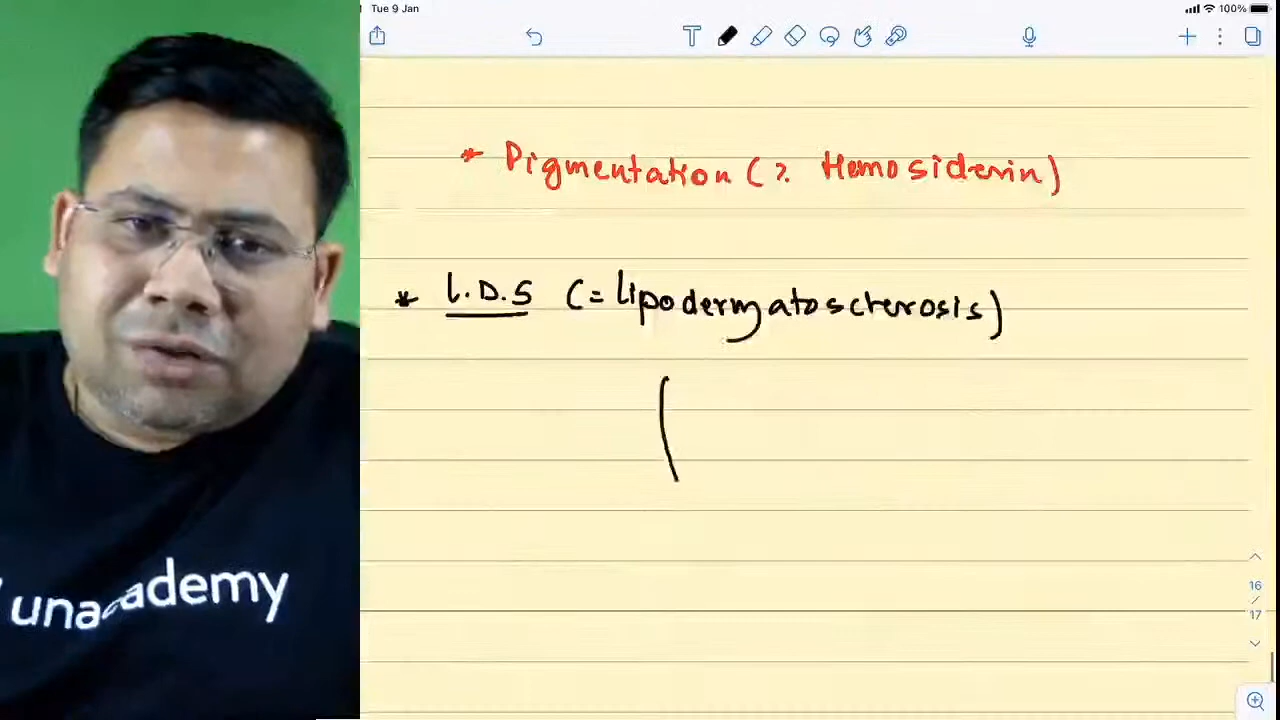 Tue 9 Jan
100%
* Pigmentation (∵ Hemosiderin)
* L.D.S (= Lipodermatosclerosis)
unacademy
16
17